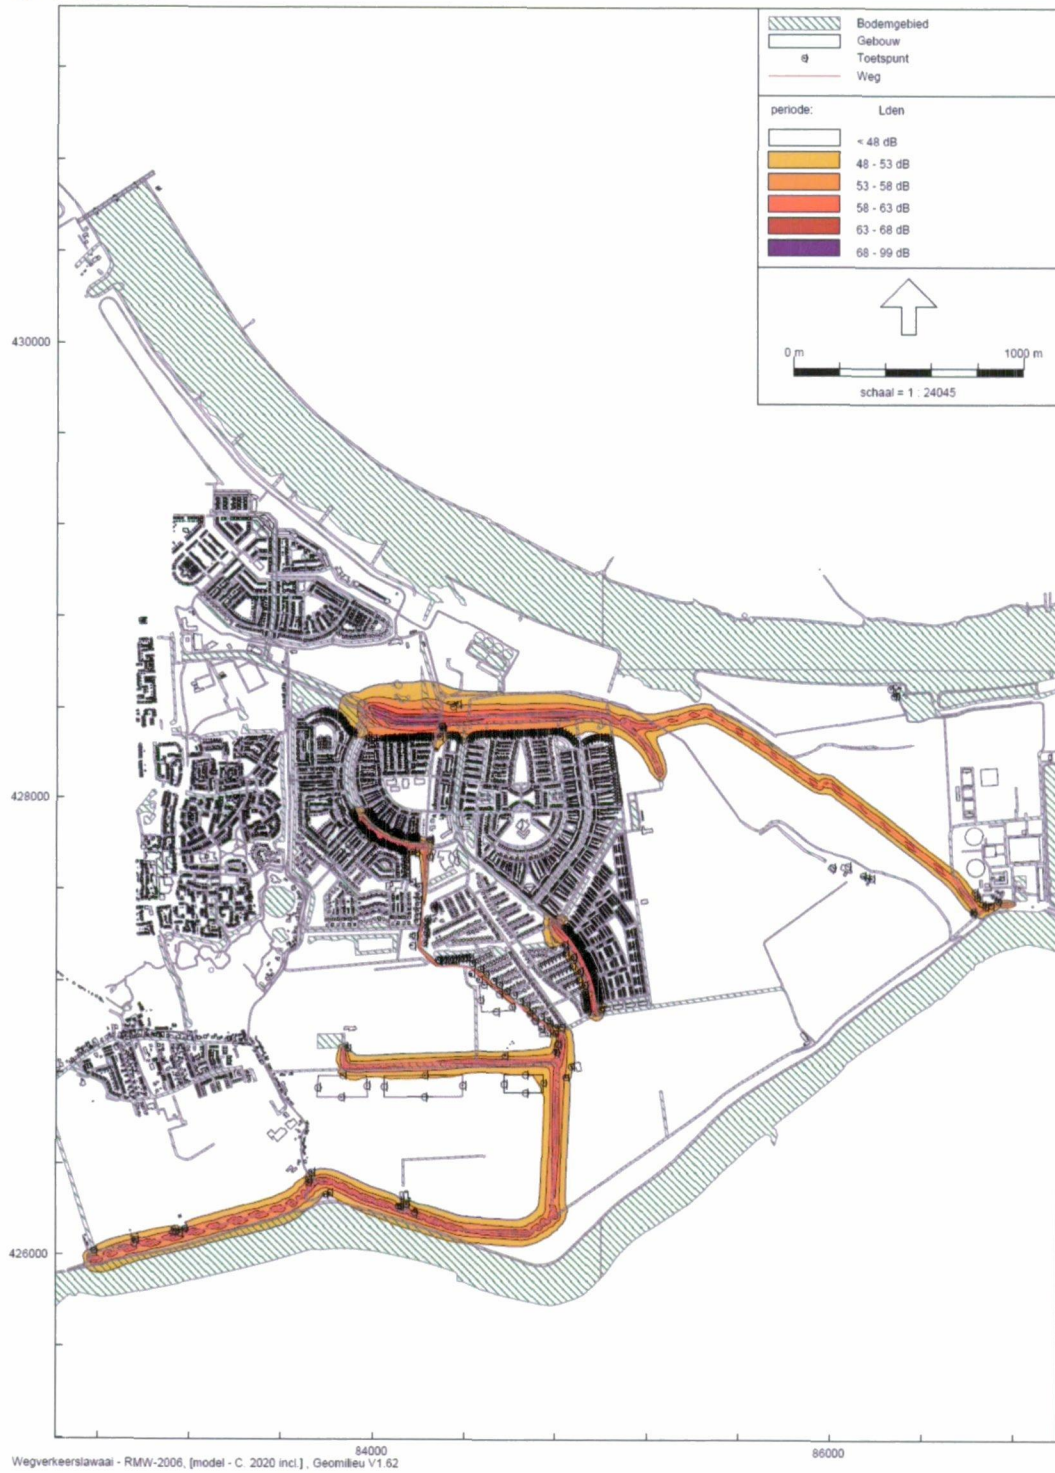 Bodemgebied
Gebouw
Toetspunt
Weg
periode: Lden
< 48 dB
48 - 53 dB
53 - 58 dB
58 - 63 dB
63 - 68 dB
68 - 99 dB
0 m 1000 m
schaal = 1 : 24045
430000
428000
426000
84000 86000
Wegverkeerslawaai - RMW-2006, [model - C. 2020 incl.] , Geomilieu V1.62